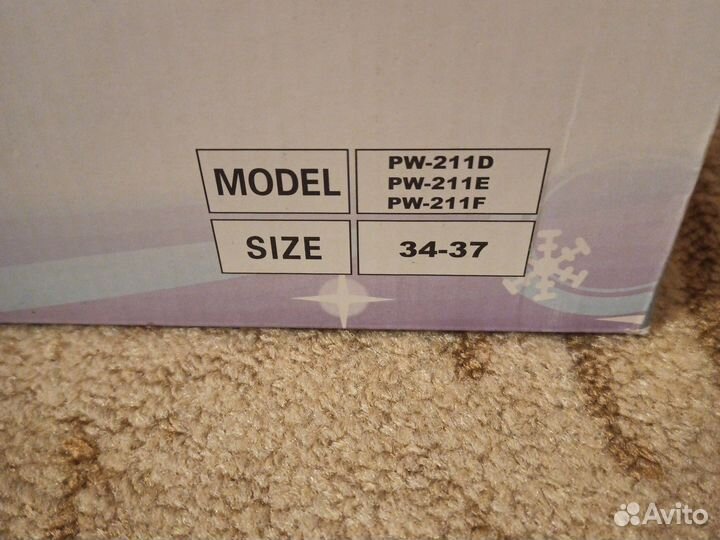 MODEL
PW-211D
PW-211E
PW-211F
SIZE
34-37
Avito